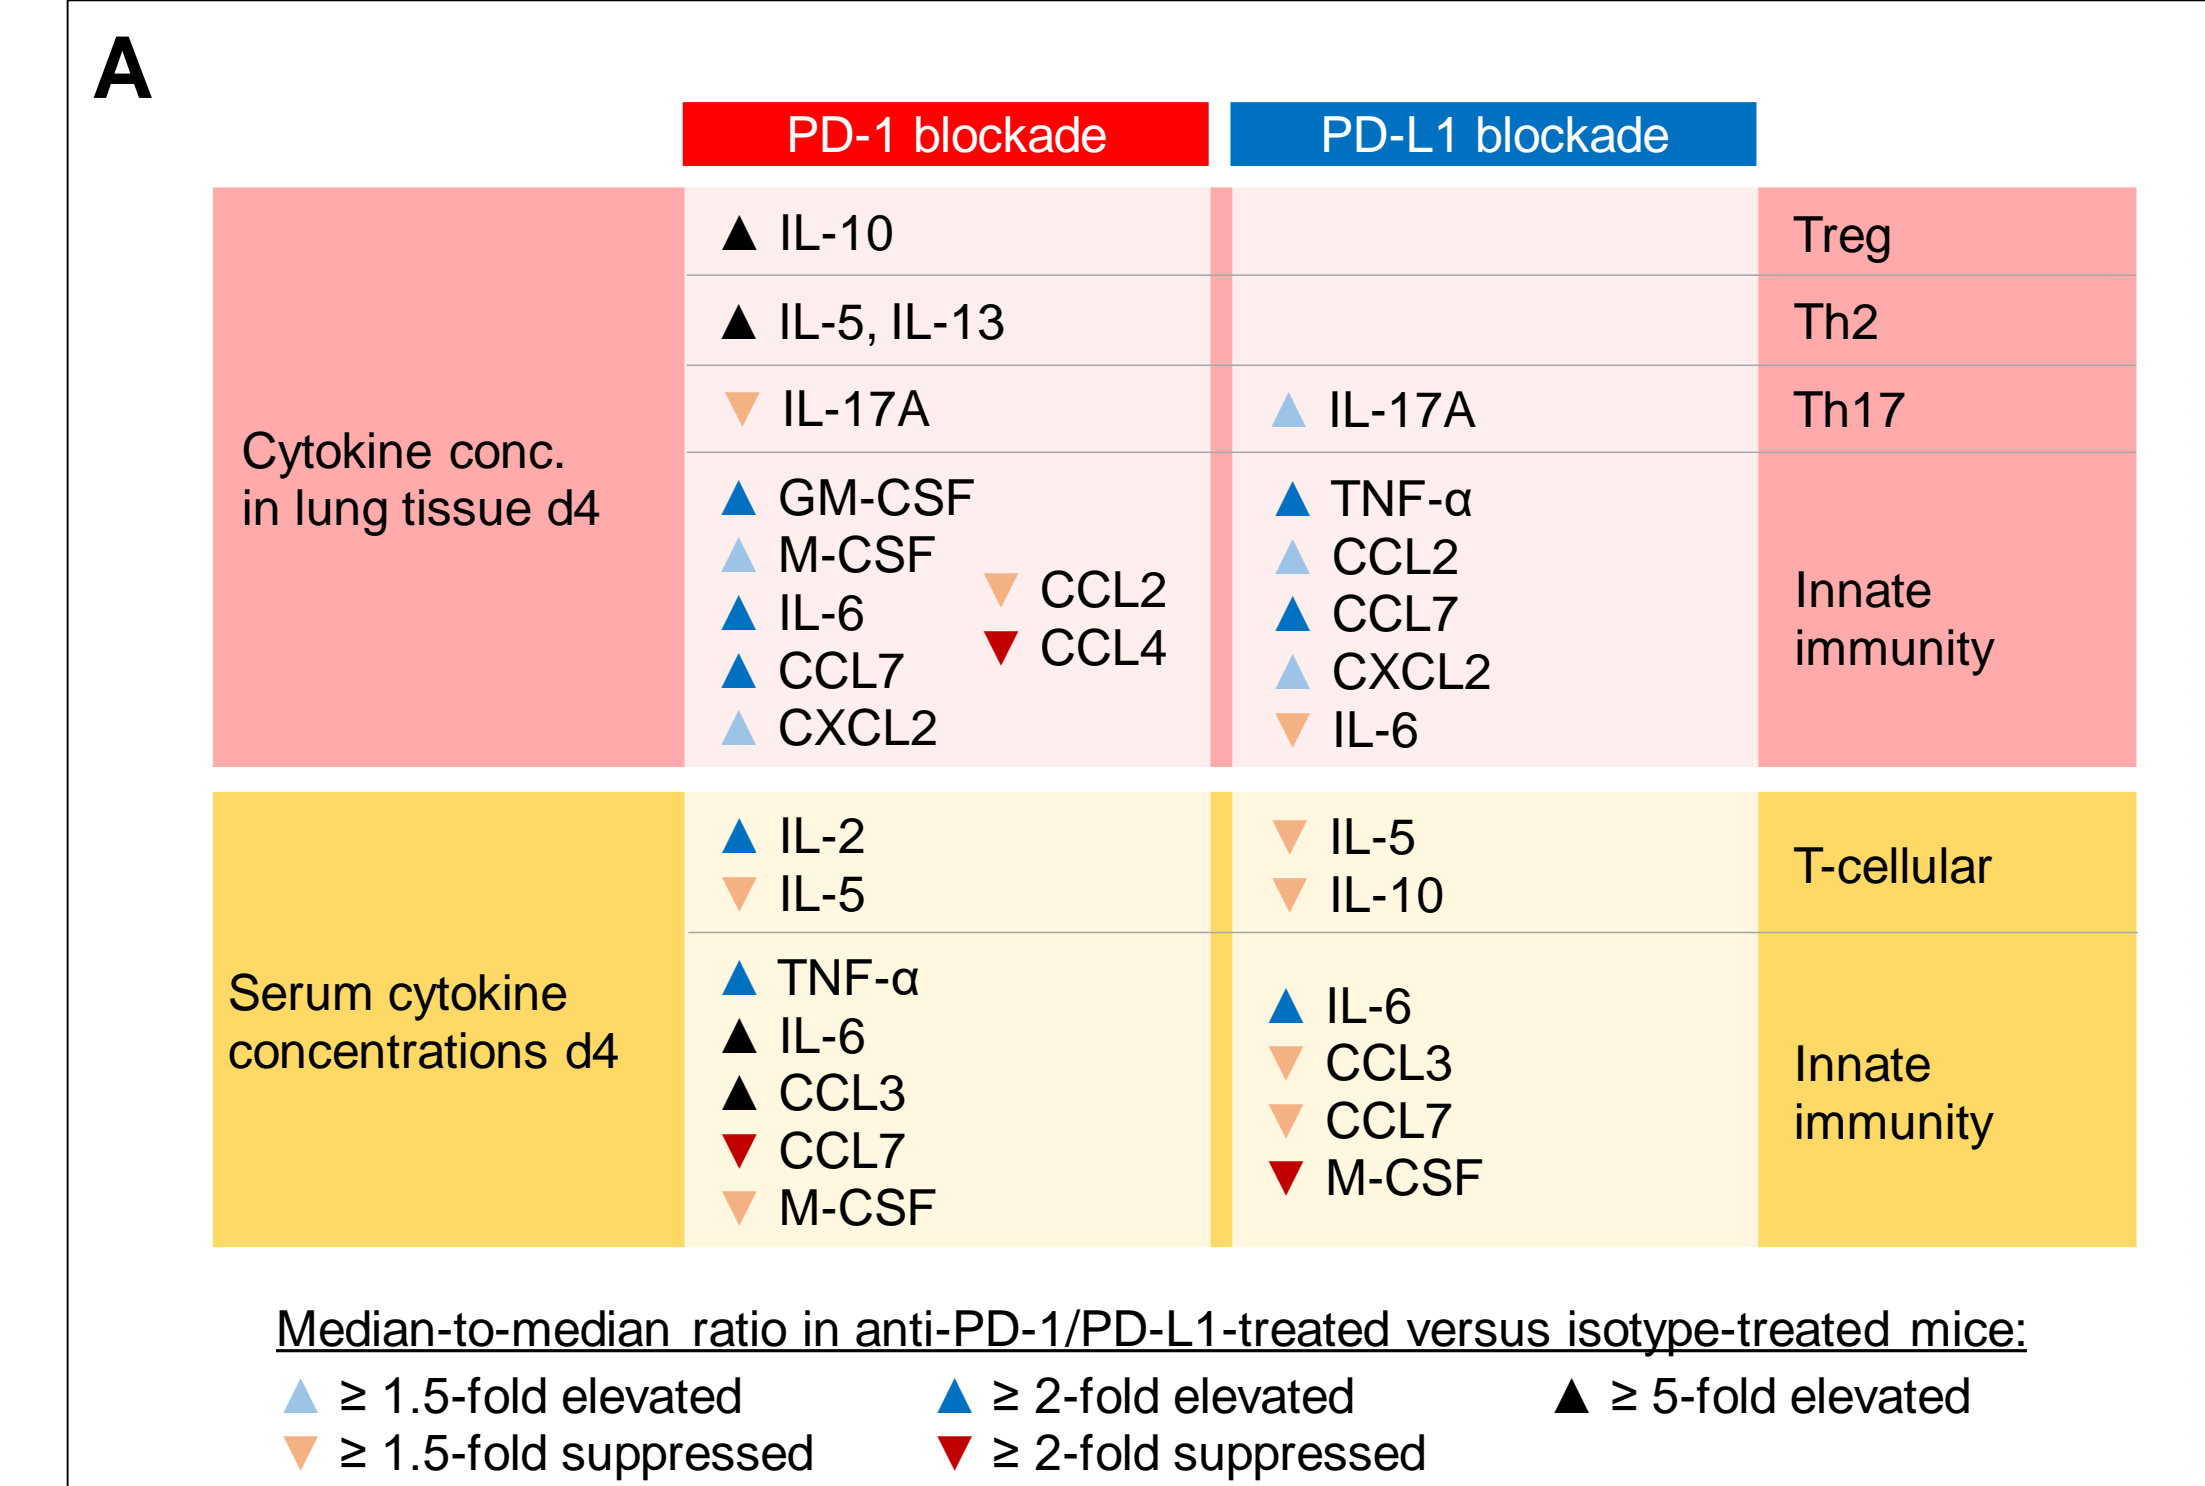 A
PD-1 blockade
PD-L1 blockade
Cytokine conc.
in lung tissue d4
IL-10
Treg
IL-5, IL-13
Th2
IL-17A
IL-17A
Th17
GM-CSF
M-CSF
IL-6
CCL7
CXCL2
CCL2
CCL4
TNF-α
CCL2
CCL7
CXCL2
IL-6
Innate
immunity
Serum cytokine
concentrations d4
IL-2
IL-5
IL-5
IL-10
T-cellular
TNF-α
IL-6
CCL3
CCL7
M-CSF
IL-6
CCL3
CCL7
M-CSF
Innate
immunity
Median-to-median ratio in anti-PD-1/PD-L1-treated versus isotype-treated mice:
≥ 1.5-fold elevated
≥ 2-fold elevated
≥ 5-fold elevated
≥ 1.5-fold suppressed
≥ 2-fold suppressed